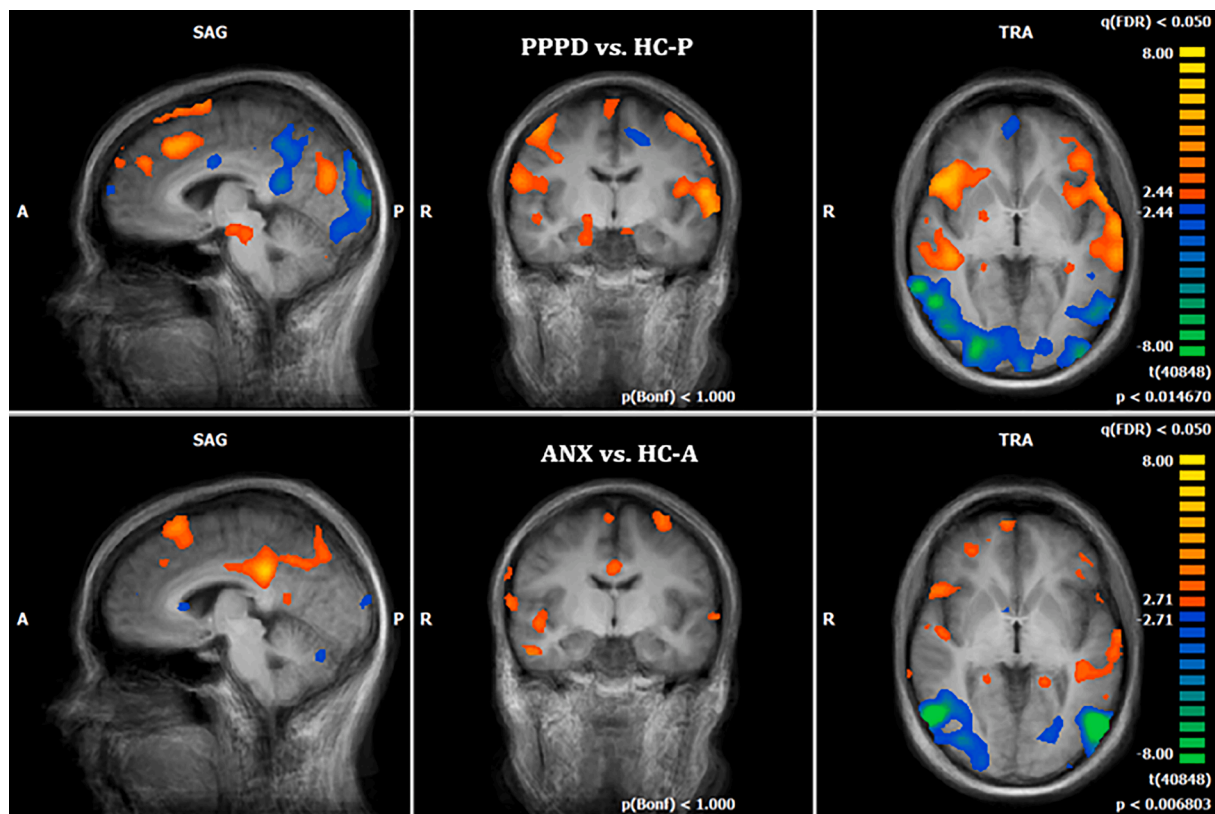 SAG
PPPD vs. HC-P
TRA
q(FDR) < 0.050
8.00
A
P
R
R
2.44
-2.44
-8.00
t(40848)
p(Bonf) < 1.000
p < 0.014670
SAG
ANX vs. HC-A
TRA
q(FDR) < 0.050
8.00
A
P
R
R
2.71
-2.71
-8.00
t(40848)
p(Bonf) < 1.000
p < 0.006803